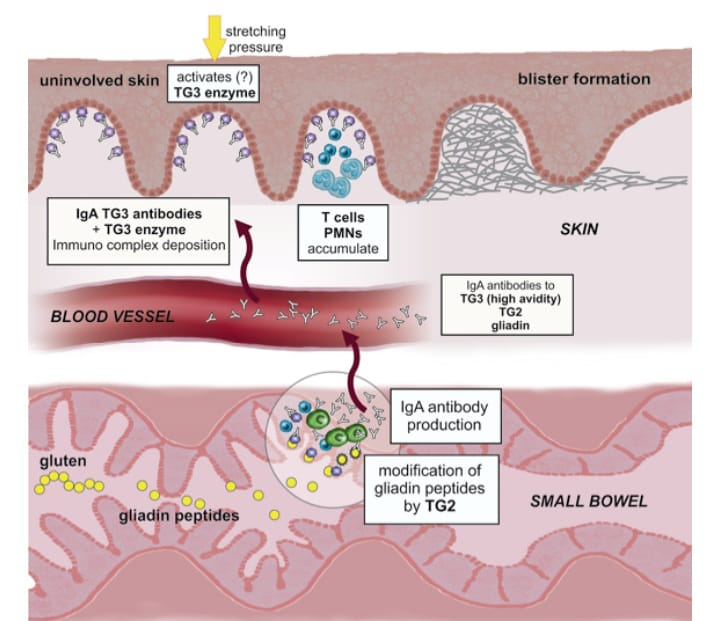 stretching
pressure
uninvolved skin
activates (?)
TG3 enzyme
blister formation
IgA TG3 antibodies
+ TG3 enzyme
Immuno complex deposition
T cells
PMNs
accumulate
SKIN
BLOOD VESSEL
IgA antibodies to
TG3 (high avidity)
TG2
gliadin
IgA antibody
production
gluten
gliadin peptides
modification of
gliadin peptides
by TG2
SMALL BOWEL